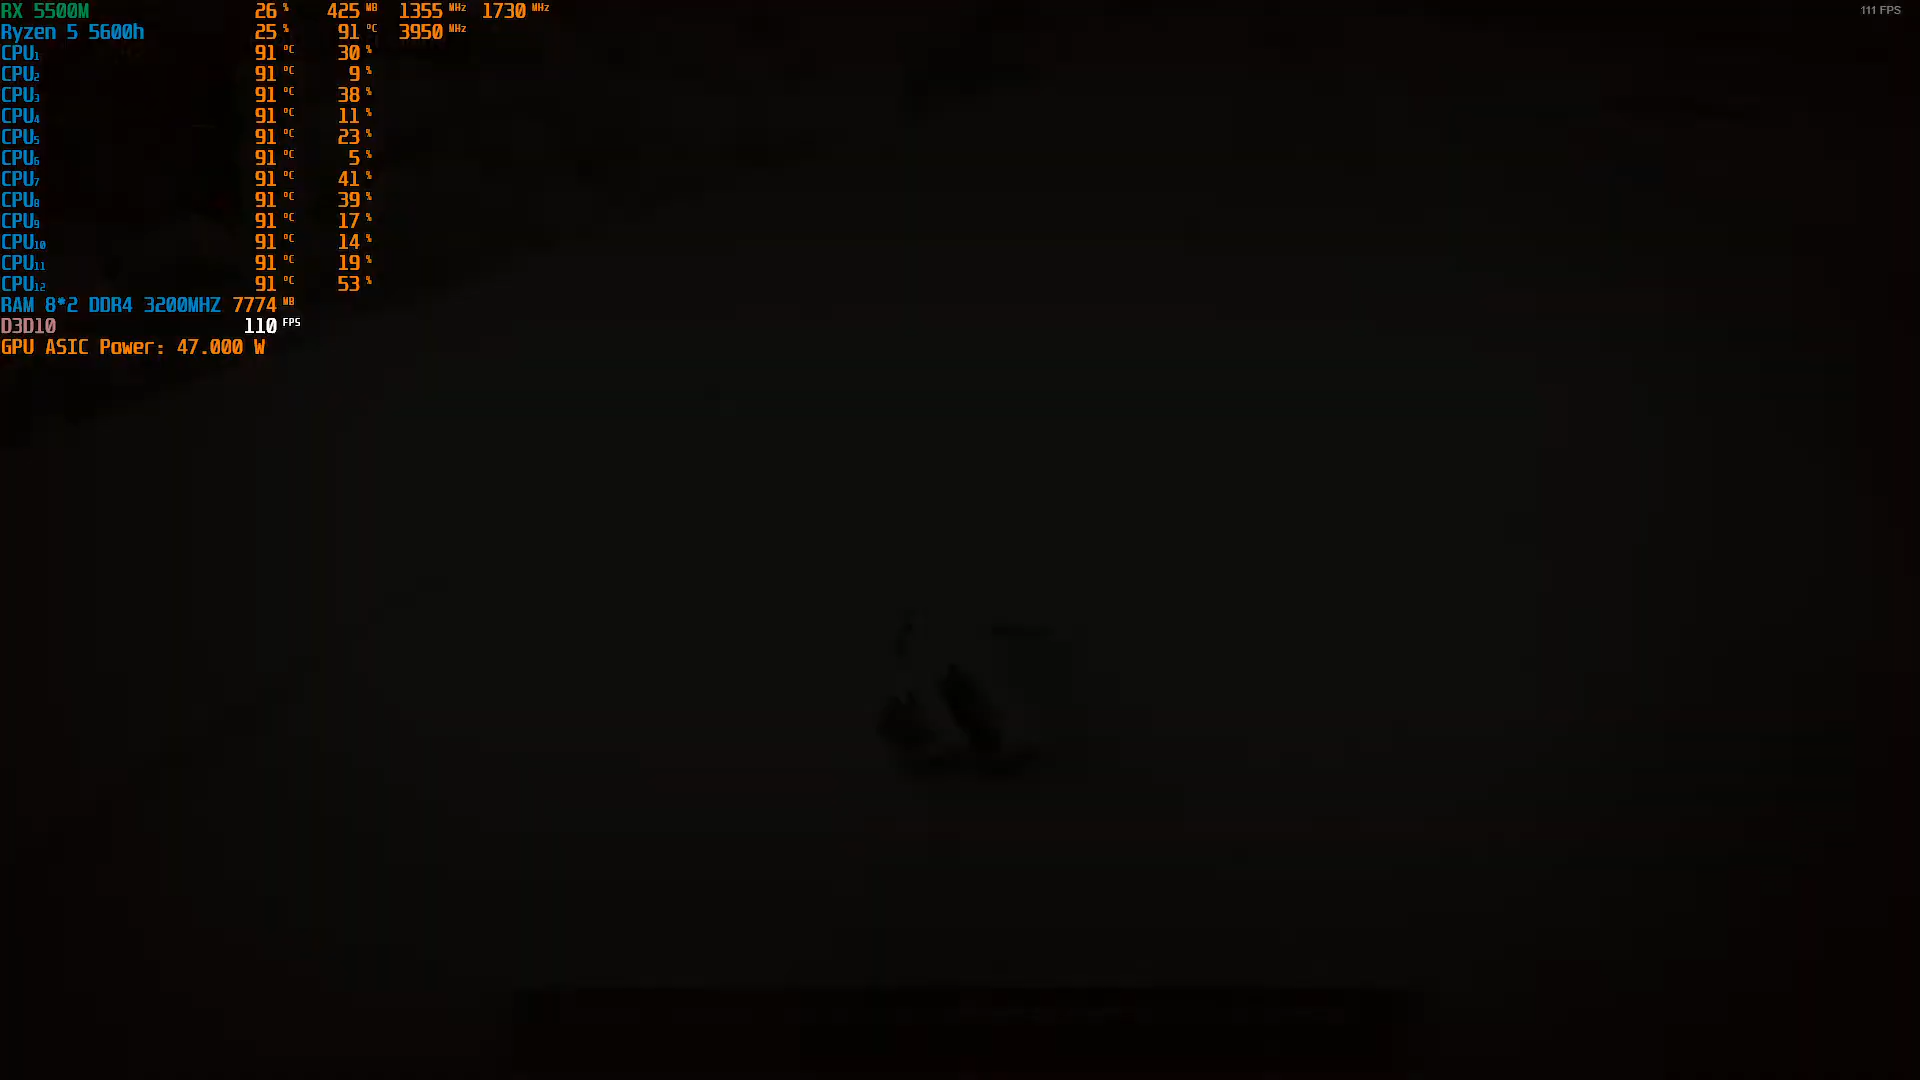 RX 5500M 26 % 425 MB 1355 MHz 1730 MHz
111 FPS
Ryzen 5 5600h 25 % 91 °C 3950 MHz
CPU1 91 °C 30 %
CPU2 91 °C 9 %
CPU3 91 °C 38 %
CPU4 91 °C 11 %
CPU5 91 °C 23 %
CPU6 91 °C 5 %
CPU7 91 °C 41 %
CPU8 91 °C 39 %
CPU9 91 °C 17 %
CPU10 91 °C 14 %
CPU11 91 °C 19 %
CPU12 91 °C 53 %
RAM 8*2 DDR4 3200MHZ 7774 MB
D3D10 110 FPS
GPU ASIC Power: 47.000 W